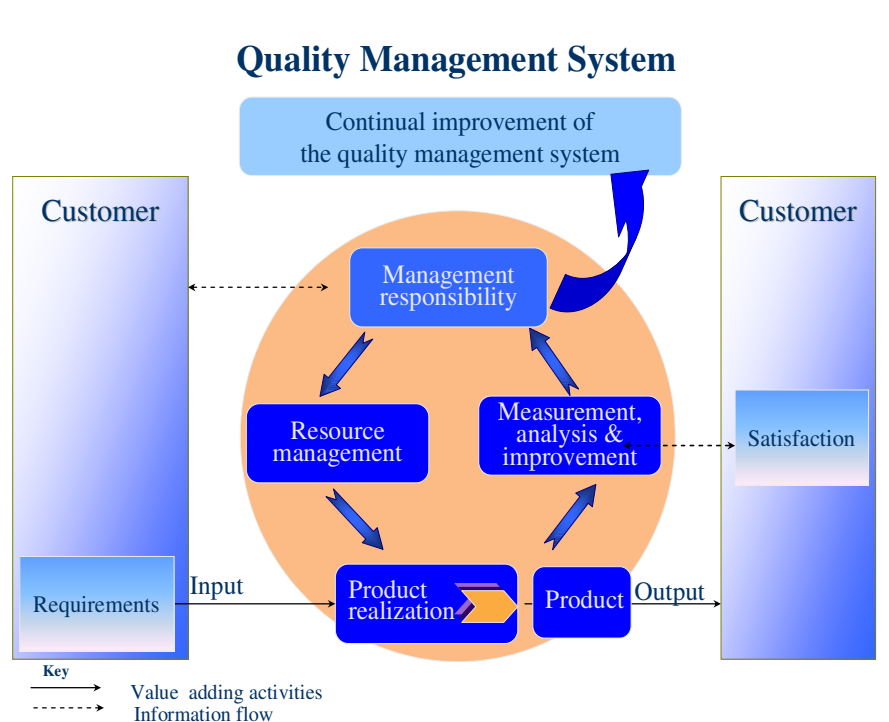 Quality Management System
Continual improvement of
the quality management system
Customer
Customer
Management
responsibility
Resource
management
Measurement,
analysis &
improvement
Satisfaction
Requirements
Input
Product
realization
Product
Output
Key
Value adding activities
Information flow